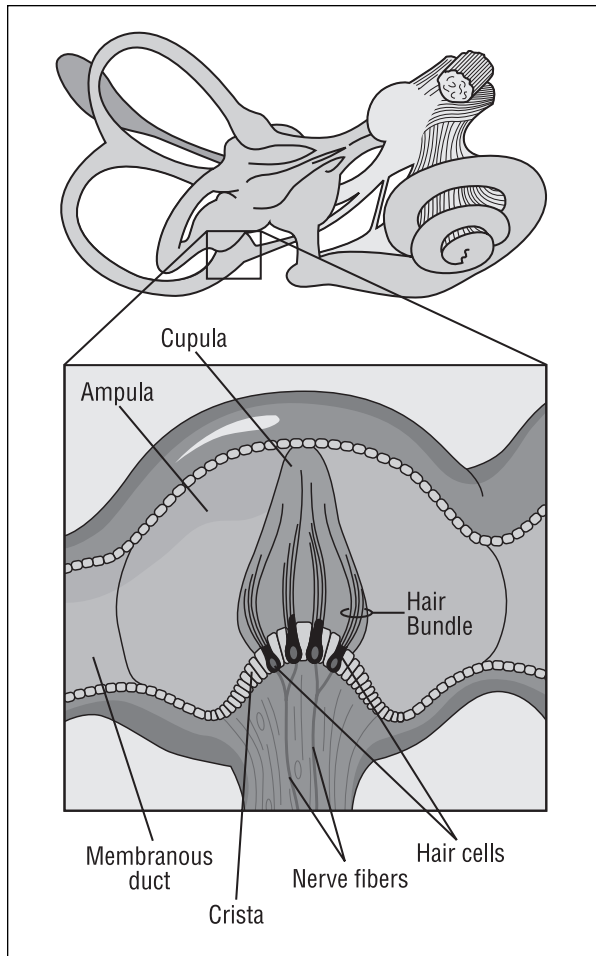 Cupula
Ampula
Hair
Bundle
Membranous
duct
Crista
Nerve fibers
Hair cells